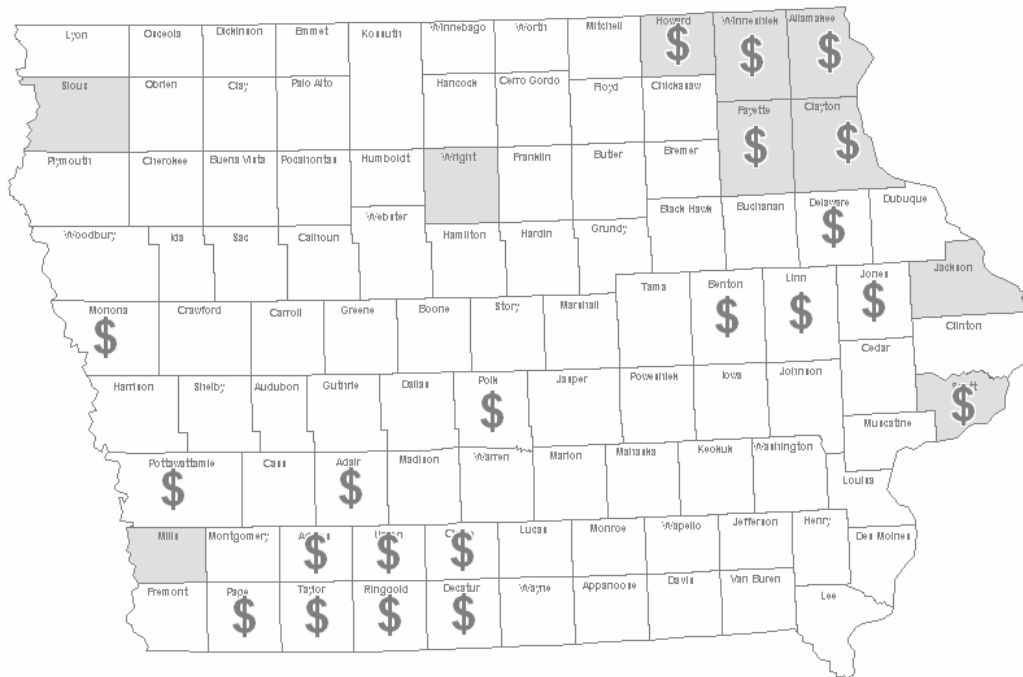 Lyon
Osceola
Dickinson
Emmet
Kossuth
Winnebago
Worth
Mitchell
Howard
Winneshiek
Allamakee
$
$
$
Sioux
Obrien
Clay
Palo Alto
Hancock
Cerro Gordo
Floyd
Chickasaw
Fayette
Clayton
$
$
Plymouth
Cherokee
Buena Vista
Pocahontas
Humboldt
Wright
Franklin
Butler
Bremer
Webster
Black Hawk
Buchanan
Delaware
Dubuque
$
Woodbury
Ida
Sac
Calhoun
Hamilton
Hardin
Grundy
Jackson
Tama
Benton
Linn
Jones
$
$
$
Monona
Crawford
Carroll
Greene
Boone
Story
Marshall
$
Clinton
Cedar
Harrison
Shelby
Audubon
Guthrie
Dallas
Polk
Jasper
Poweshiek
Iowa
Johnson
$
Scott
$
Muscatine
Pottawattamie
Cass
Adair
Madison
Warren
Marion
Mahaska
Keokuk
Washington
$
$
Louisa
Mills
Montgomery
Adams
Union
Clarke
Lucas
Monroe
Wapello
Jefferson
Henry
Des Moines
$
$
$
Fremont
Page
Taylor
Ringgold
Decatur
Wayne
Appanoose
Davis
Van Buren
Lee
$
$
$
$